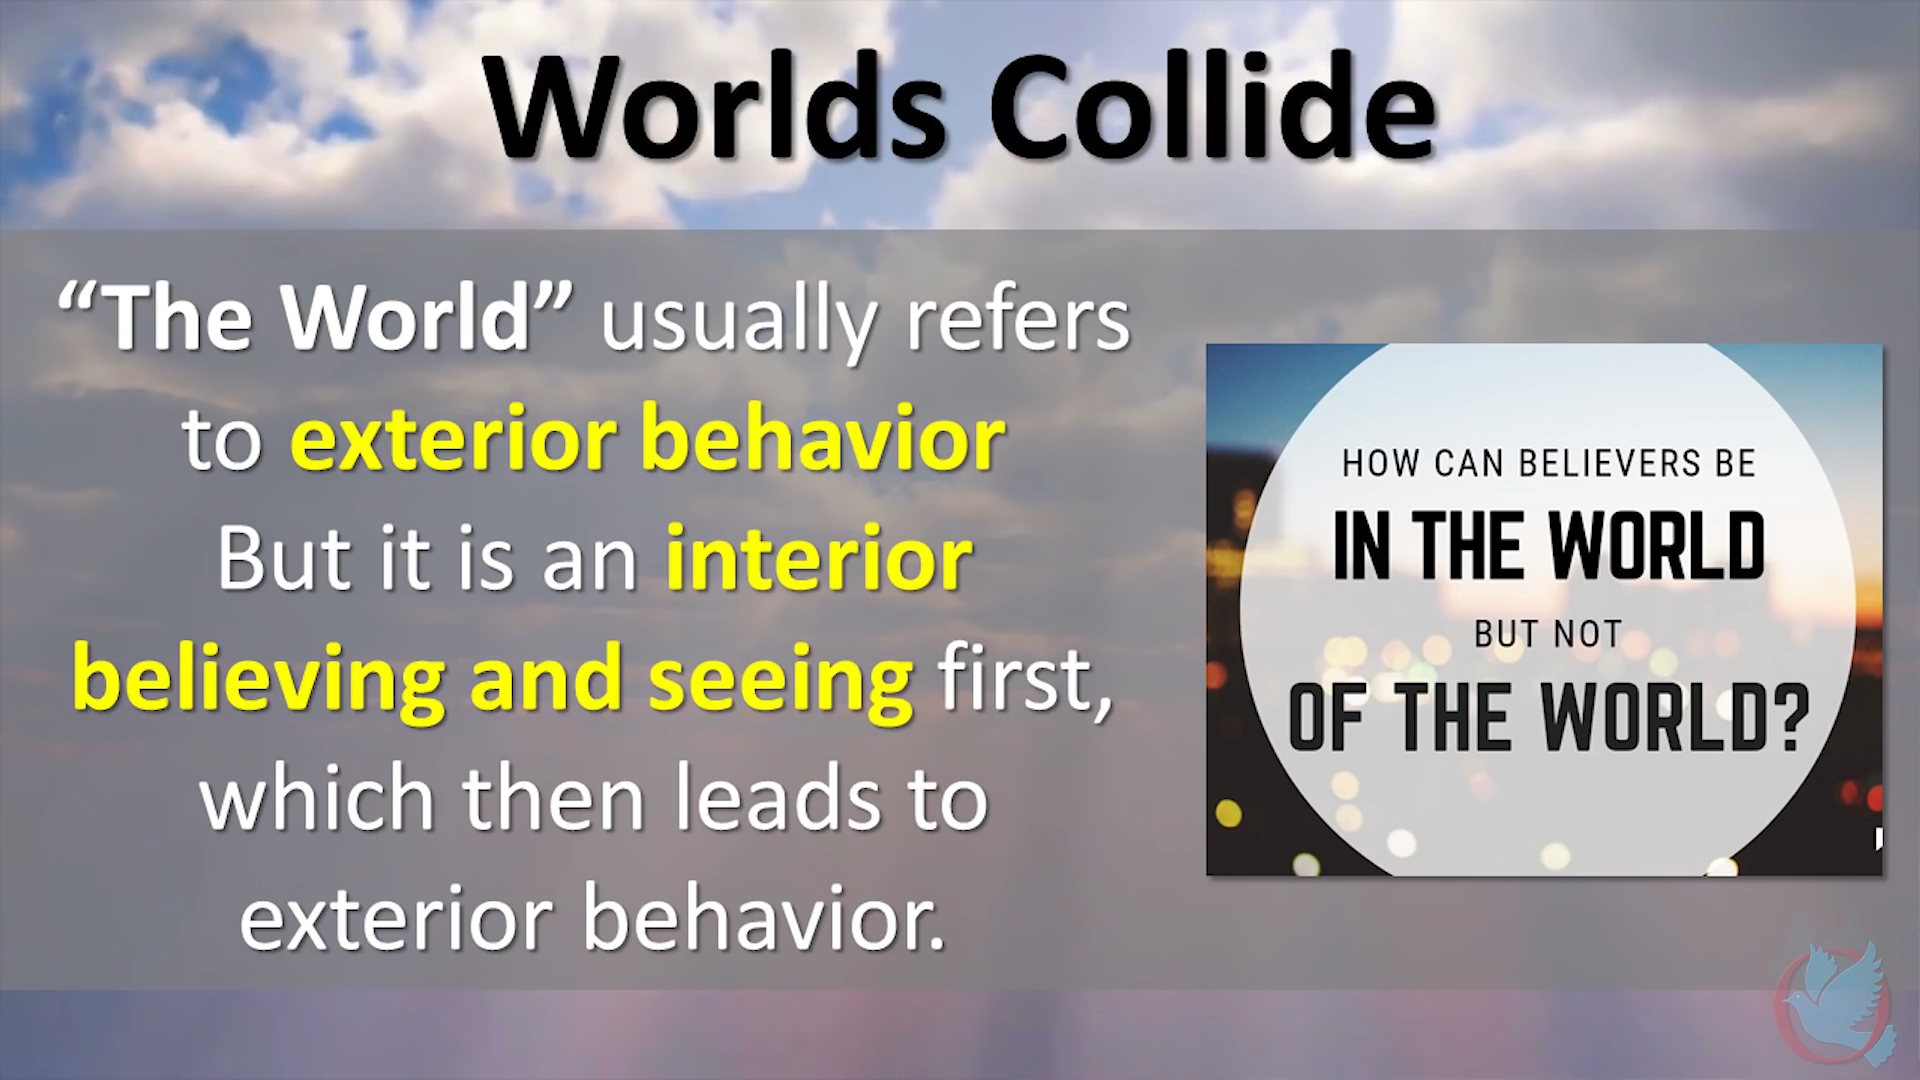 Worlds Collide
“The World” usually refers
to exterior behavior
But it is an interior
believing and seeing first,
which then leads to
exterior behavior.
HOW CAN BELIEVERS BE
IN THE WORLD
BUT NOT
OF THE WORLD?